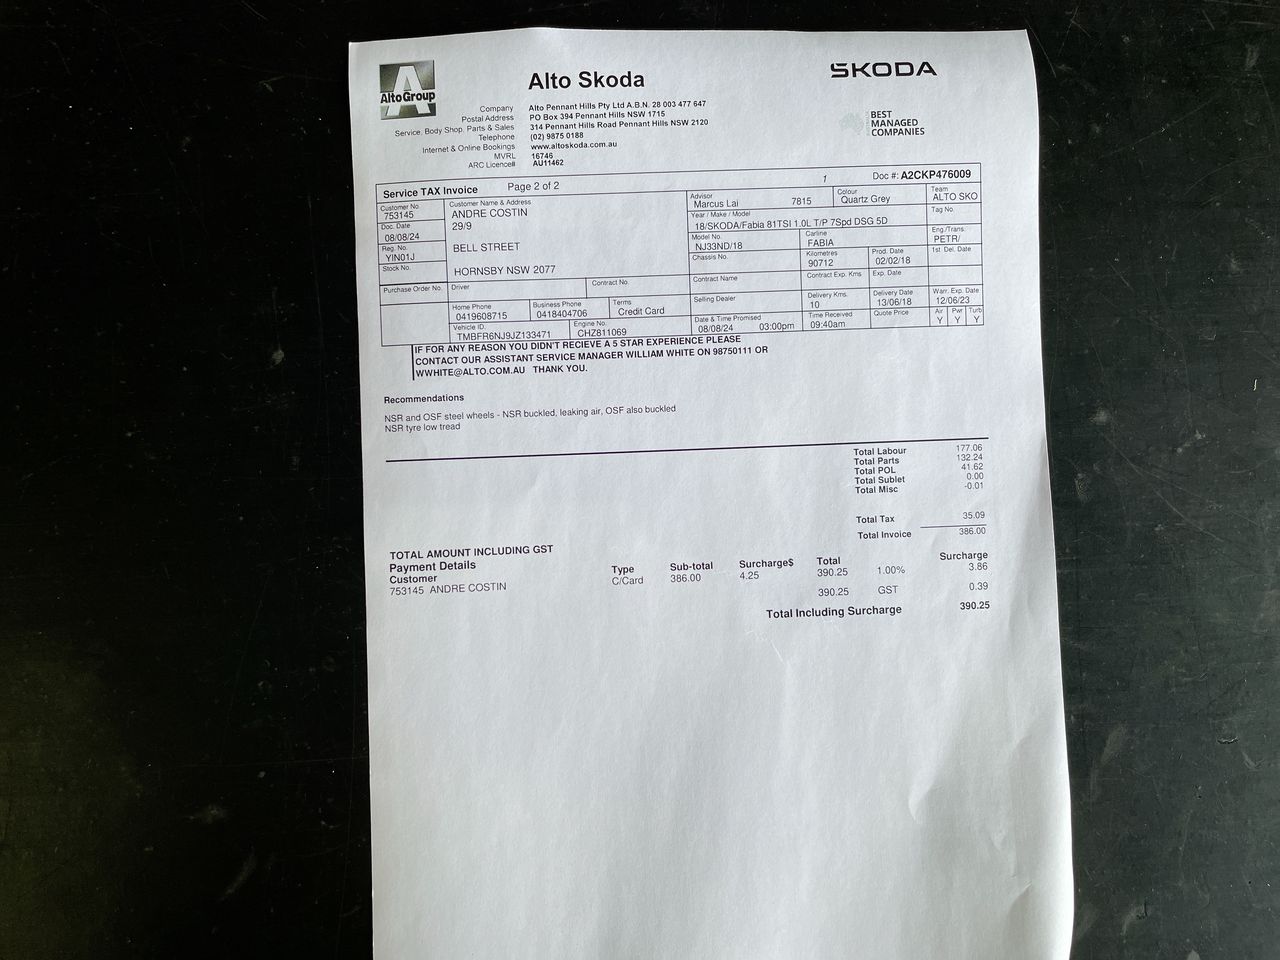 AltoGroup
Alto Skoda
SKODA
Company Alto Pennant Hills Pty Ltd A.B.N. 28 003 477 647
Postal Address PO Box 394 Pennant Hills NSW 1715
Service, Body Shop, Parts & Sales 314 Pennant Hills Road Pennant Hills NSW 2120
Telephone (02) 9875 0188
Internet & Online Bookings www.altoskoda.com.au
MVRL 16746
ARC Licence# AU11462
BEST
MANAGED
COMPANIES
Service TAX Invoice Page 2 of 2 1 Doc #: A2CKP476009
Customer No. 753145
Doc. Date 08/08/24
Reg. No. YIN01J
Stock No.
Customer Name & Address
ANDRE COSTIN
29/9
BELL STREET
HORNSBY NSW 2077
Advisor Marcus Lai 7815
Colour Quartz Grey
Team ALTO SKO
Year / Make / Model
18/SKODA/Fabia 81TSI 1.0L T/P 7Spd DSG 5D
Tag No.
Model No. NJ33ND/18
Carline FABIA
Eng./Trans. PETR/
Chassis No.
Kilometres 90712
Prod. Date 02/02/18
1st. Del. Date
Purchase Order No.
Driver
Contract No.
Contract Name
Contract Exp. Kms
Exp. Date
Home Phone 0419608715
Business Phone 0418404706
Terms Credit Card
Selling Dealer
Delivery Kms. 10
Delivery Date 13/06/18
Warr. Exp. Date 12/06/23
Vehicle ID. TMBFR6NJ9JZ133471
Engine No. CHZ811069
Date & Time Promised 08/08/24 03:00pm
Time Received 09:40am
Quote Price
Air Y Pwr Y Turb Y
IF FOR ANY REASON YOU DIDN'T RECIEVE A 5 STAR EXPERIENCE PLEASE
CONTACT OUR ASSISTANT SERVICE MANAGER WILLIAM WHITE ON 98750111 OR
WWHITE@ALTO.COM.AU THANK YOU.
Recommendations
NSR and OSF steel wheels - NSR buckled, leaking air, OSF also buckled
NSR tyre low tread
Total Labour 177.06
Total Parts 132.24
Total POL 41.62
Total Sublet 0.00
Total Misc -0.01
Total Tax 35.09
Total Invoice 386.00
TOTAL AMOUNT INCLUDING GST
Payment Details
Customer Type Sub-total Surcharge$ Total Surcharge
753145 ANDRE COSTIN C/Card 386.00 4.25 390.25 1.00% 3.86
390.25 GST 0.39
Total Including Surcharge 390.25